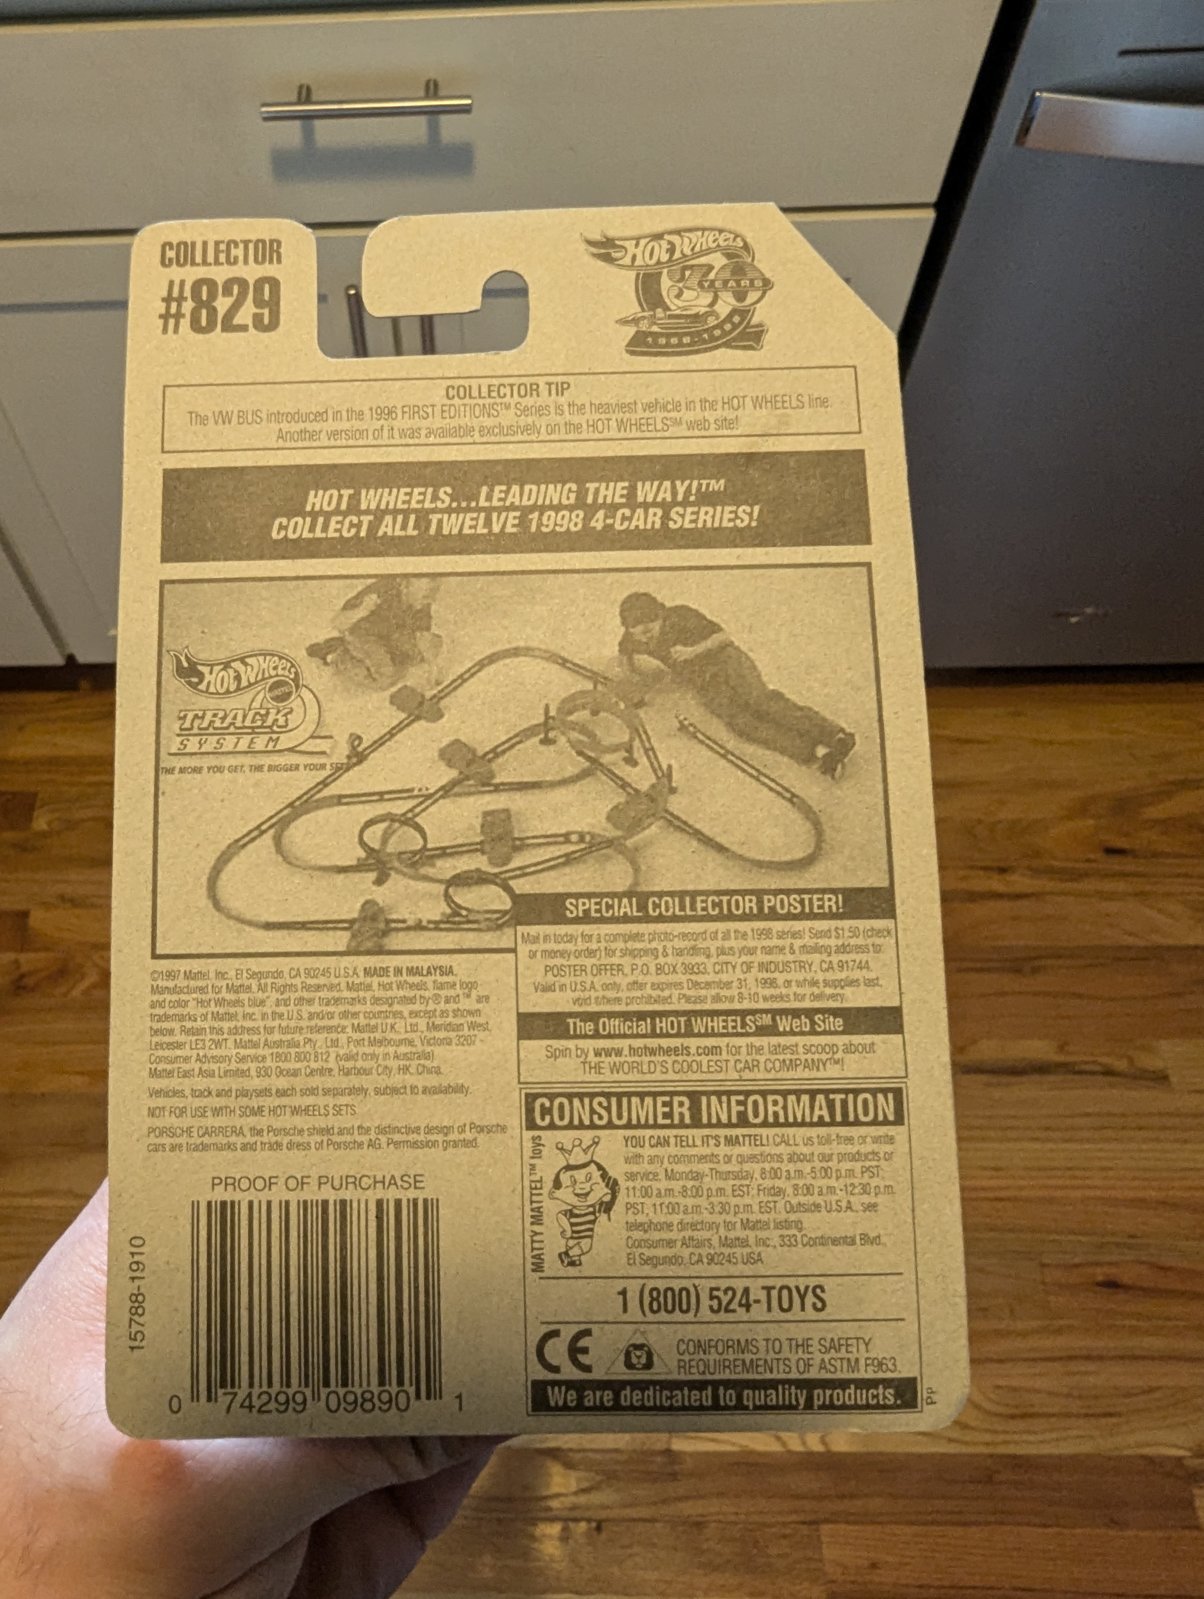 COLLECTOR
#829
HOT WHEELS
30
YEARS
1968-1998
COLLECTOR TIP
The VW BUS introduced in the 1996 FIRST EDITIONS™ Series is the heaviest vehicle in the HOT WHEELS line.
Another version of it was available exclusively on the HOT WHEELS℠ web site!
HOT WHEELS...LEADING THE WAY!™
COLLECT ALL TWELVE 1998 4-CAR SERIES!
HOT WHEELS
MATTEL
TRACK
SYSTEM
THE MORE YOU GET, THE BIGGER YOUR SET
SPECIAL COLLECTOR POSTER!
Mail in today for a complete photo-record of all the 1998 series! Send $1.50 (check
or money order) for shipping & handling, plus your name & mailing address to:
POSTER OFFER, P.O. BOX 3933, CITY OF INDUSTRY, CA 91744.
Valid in U.S.A. only, offer expires December 31, 1998, or while supplies last,
void where prohibited. Please allow 8-10 weeks for delivery.
The Official HOT WHEELS℠ Web Site
Spin by www.hotwheels.com for the latest scoop about
THE WORLD'S COOLEST CAR COMPANY™!
©1997 Mattel, Inc., El Segundo, CA 90245 U.S.A. MADE IN MALAYSIA.
Manufactured for Mattel. All Rights Reserved. Mattel, Hot Wheels, flame logo
and color "Hot Wheels blue", and other trademarks designated by ® and ™ are
trademarks of Mattel, Inc. in the U.S. and/or other countries, except as shown
below. Retain this address for future reference: Mattel U.K., Ltd., Meridian West,
Leicester LE3 2WT. Mattel Australia Pty., Ltd., Port Melbourne, Victoria 3207 -
Consumer Advisory Service 1800 800 812 (valid only in Australia).
Mattel East Asia Limited, 930 Ocean Centre, Harbour City, HK, China.
Vehicles, track and playsets each sold separately, subject to availability.
NOT FOR USE WITH SOME HOT WHEELS SETS.
PORSCHE CARRERA, the Porsche shield and the distinctive design of Porsche
cars are trademarks and trade dress of Porsche AG. Permission granted.
PROOF OF PURCHASE
15788-1910
0 74299 09890 1
CONSUMER INFORMATION
MATTY MATTEL™ toys
YOU CAN TELL IT'S MATTEL! CALL us toll-free or write
with any comments or questions about our products or
service, Monday-Thursday, 8:00 a.m.-5:00 p.m. PST;
11:00 a.m.-8:00 p.m. EST; Friday, 8:00 a.m.-12:30 p.m.
PST, 11:00 a.m.-3:30 p.m. EST. Outside U.S.A., see
telephone directory for Mattel listing.
Consumer Affairs, Mattel, Inc., 333 Continental Blvd.,
El Segundo, CA 90245 USA
1 (800) 524-TOYS
CE
CONFORMS TO THE SAFETY
REQUIREMENTS OF ASTM F963.
We are dedicated to quality products.
PP